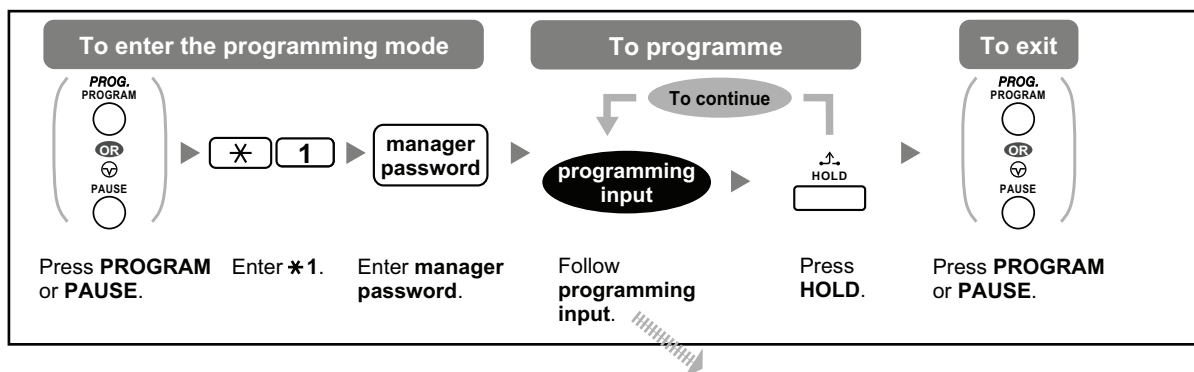 To enter the programming mode
To programme
To exit
PROG.
PROGRAM
OR
PAUSE
✱ 1
manager
password
To continue
programming
input
HOLD
PROG.
PROGRAM
OR
PAUSE
Press PROGRAM
or PAUSE.
Enter ✱1.
Enter manager
password.
Follow
programming
input.
Press
HOLD.
Press PROGRAM
or PAUSE.